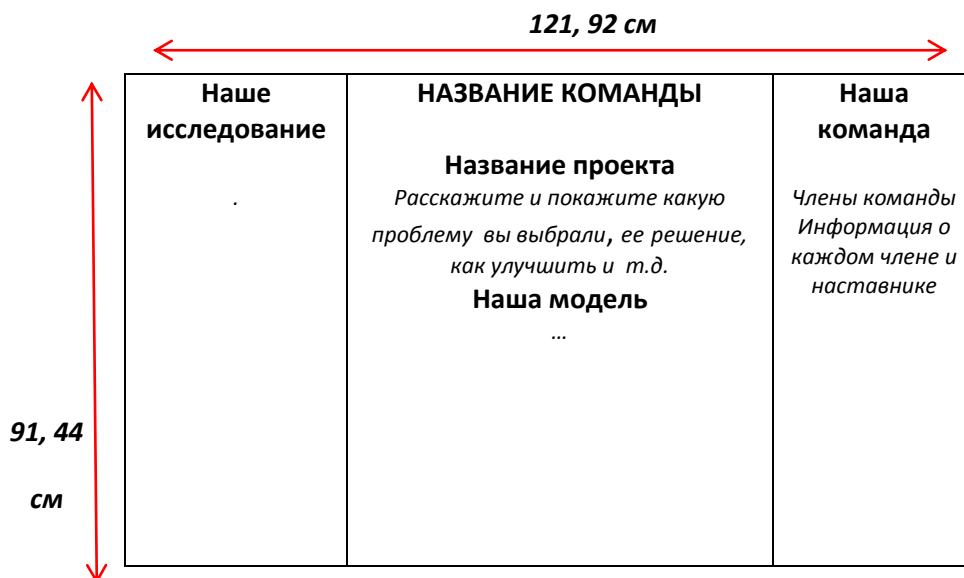 121, 92 см
Наше
исследование
.
НАЗВАНИЕ КОМАНДЫ
Название проекта
Расскажите и покажите какую
проблему вы выбрали, ее решение,
как улучшить и т.д.
Наша модель
...
Наша
команда
Члены команды
Информация о
каждом члене и
наставнике
91, 44
см